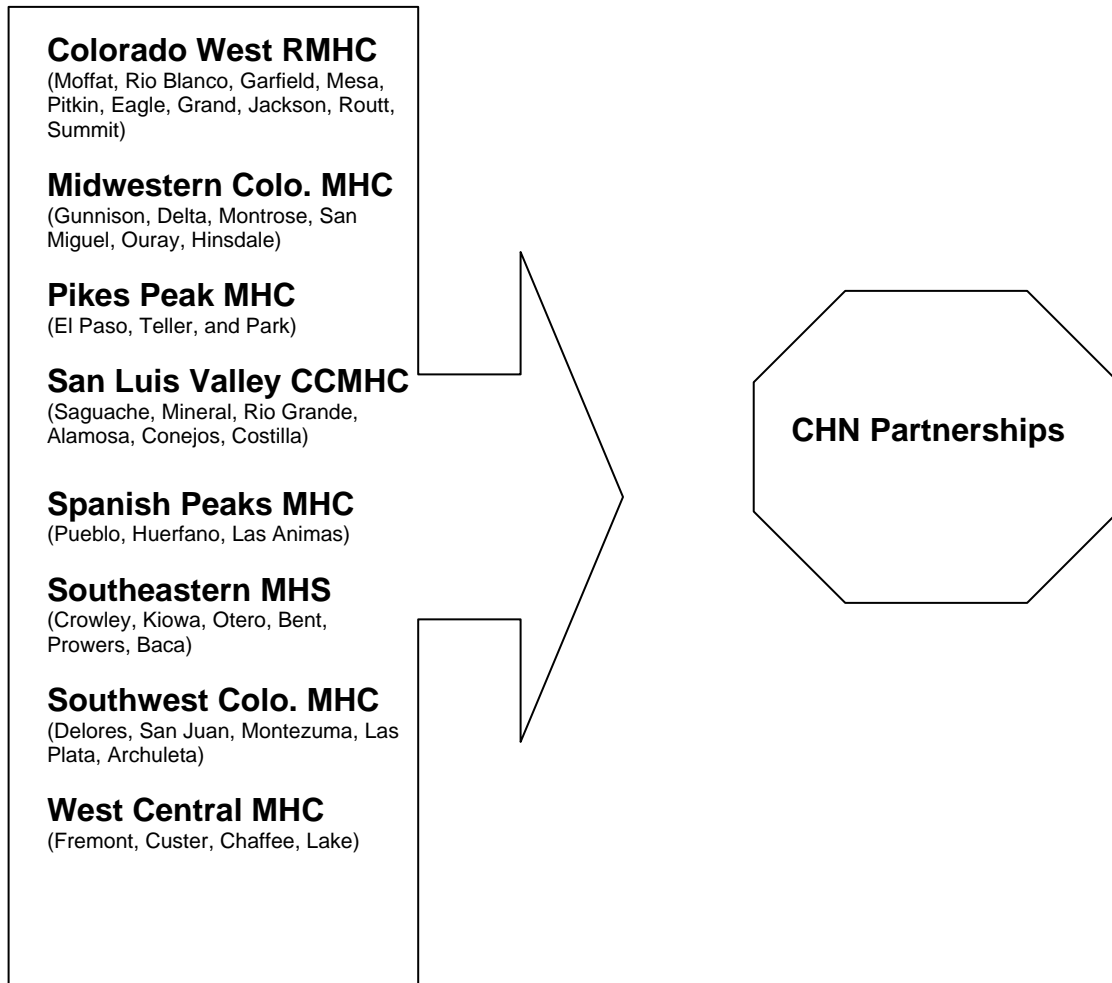 Colorado West RMHC
(Moffat, Rio Blanco, Garfield, Mesa,
Pitkin, Eagle, Grand, Jackson, Routt,
Summit)
Midwestern Colo. MHC
(Gunnison, Delta, Montrose, San
Miguel, Ouray, Hinsdale)
Pikes Peak MHC
(El Paso, Teller, and Park)
San Luis Valley CCMHC
(Saguache, Mineral, Rio Grande,
Alamosa, Conejos, Costilla)
Spanish Peaks MHC
(Pueblo, Huerfano, Las Animas)
Southeastern MHS
(Crowley, Kiowa, Otero, Bent,
Prowers, Baca)
Southwest Colo. MHC
(Delores, San Juan, Montezuma, Las
Plata, Archuleta)
West Central MHC
(Fremont, Custer, Chaffee, Lake)
CHN Partnerships